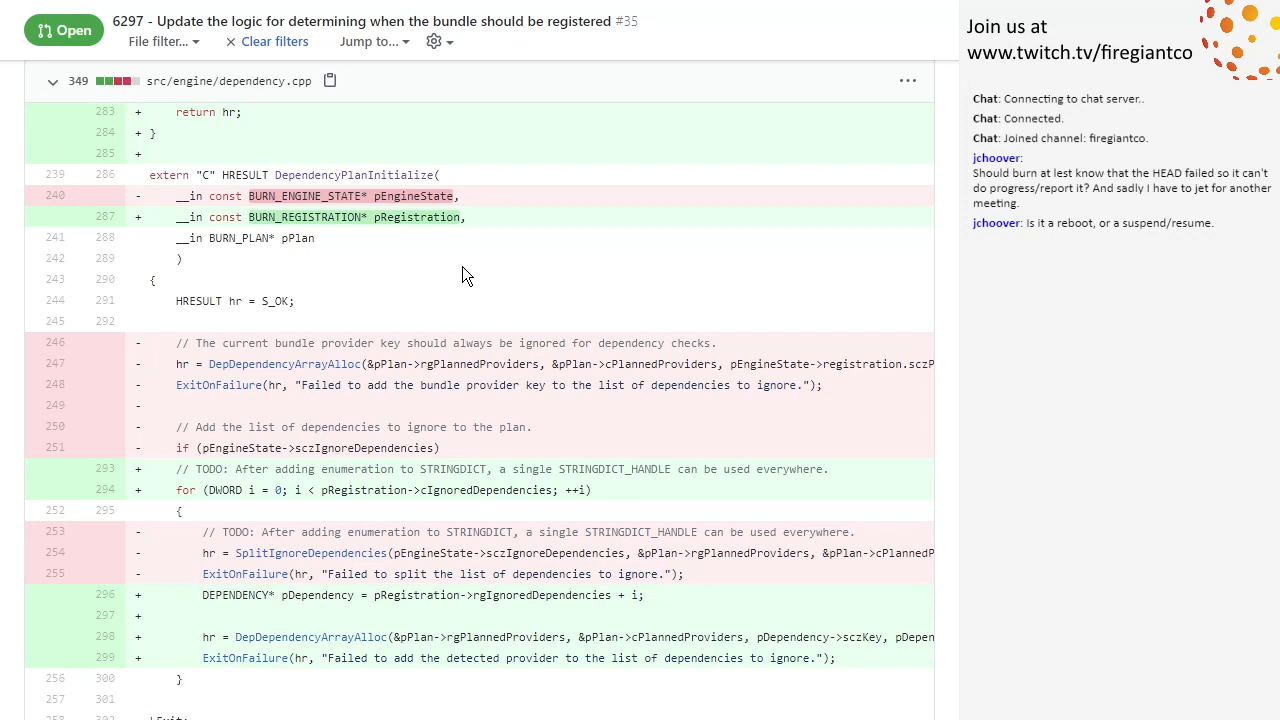 Open
6297 - Update the logic for determining when the bundle should be registered #35
File filter... Clear filters Jump to...
349 src/engine/dependency.cpp
283 + return hr;
284 + }
285 +
239 286 extern "C" HRESULT DependencyPlanInitialize(
240 - __in const BURN_ENGINE_STATE* pEngineState,
287 + __in const BURN_REGISTRATION* pRegistration,
241 288 __in BURN_PLAN* pPlan
242 289 )
243 290 {
244 291 HRESULT hr = S_OK;
245 292
246 - // The current bundle provider key should always be ignored for dependency checks.
247 - hr = DepDependencyArrayAlloc(&pPlan->rgPlannedProviders, &pPlan->cPlannedProviders, pEngineState->registration.sczP
248 - ExitOnFailure(hr, "Failed to add the bundle provider key to the list of dependencies to ignore.");
249 -
250 - // Add the list of dependencies to ignore to the plan.
251 - if (pEngineState->sczIgnoreDependencies)
293 + // TODO: After adding enumeration to STRINGDICT, a single STRINGDICT_HANDLE can be used everywhere.
294 + for (DWORD i = 0; i < pRegistration->cIgnoredDependencies; ++i)
252 295 {
253 - // TODO: After adding enumeration to STRINGDICT, a single STRINGDICT_HANDLE can be used everywhere.
254 - hr = SplitIgnoreDependencies(pEngineState->sczIgnoreDependencies, &pPlan->rgPlannedProviders, &pPlan->cPlannedP
255 - ExitOnFailure(hr, "Failed to split the list of dependencies to ignore.");
296 + DEPENDENCY* pDependency = pRegistration->rgIgnoredDependencies + i;
297 +
298 + hr = DepDependencyArrayAlloc(&pPlan->rgPlannedProviders, &pPlan->cPlannedProviders, pDependency->sczKey, pDepen
299 + ExitOnFailure(hr, "Failed to add the detected provider to the list of dependencies to ignore.");
256 300 }
257 301
258 302 LExit:
Join us at
www.twitch.tv/firegiantco
Chat: Connecting to chat server..
Chat: Connected.
Chat: Joined channel: firegiantco.
jchoover:
Should burn at lest know that the HEAD failed so it can't
do progress/report it? And sadly I have to jet for another
meeting.
jchoover: Is it a reboot, or a suspend/resume.